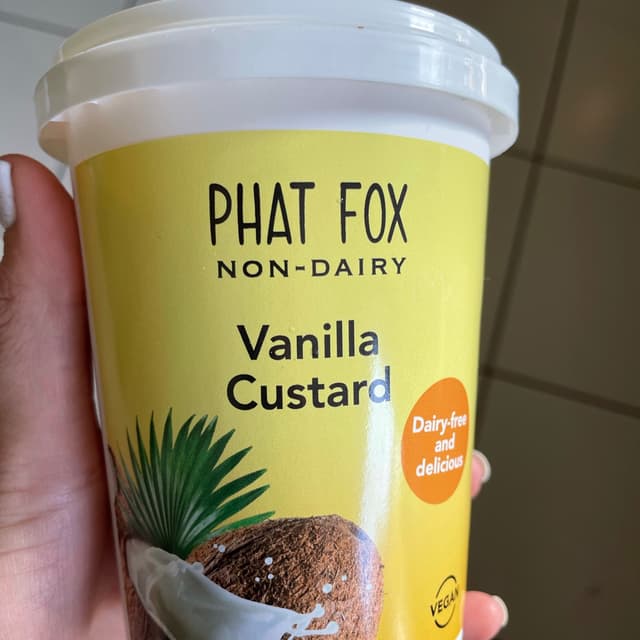 PHAT FOX
NON-DAIRY
Vanilla
Custard
Dairy-free
and
delicious
VEGAN